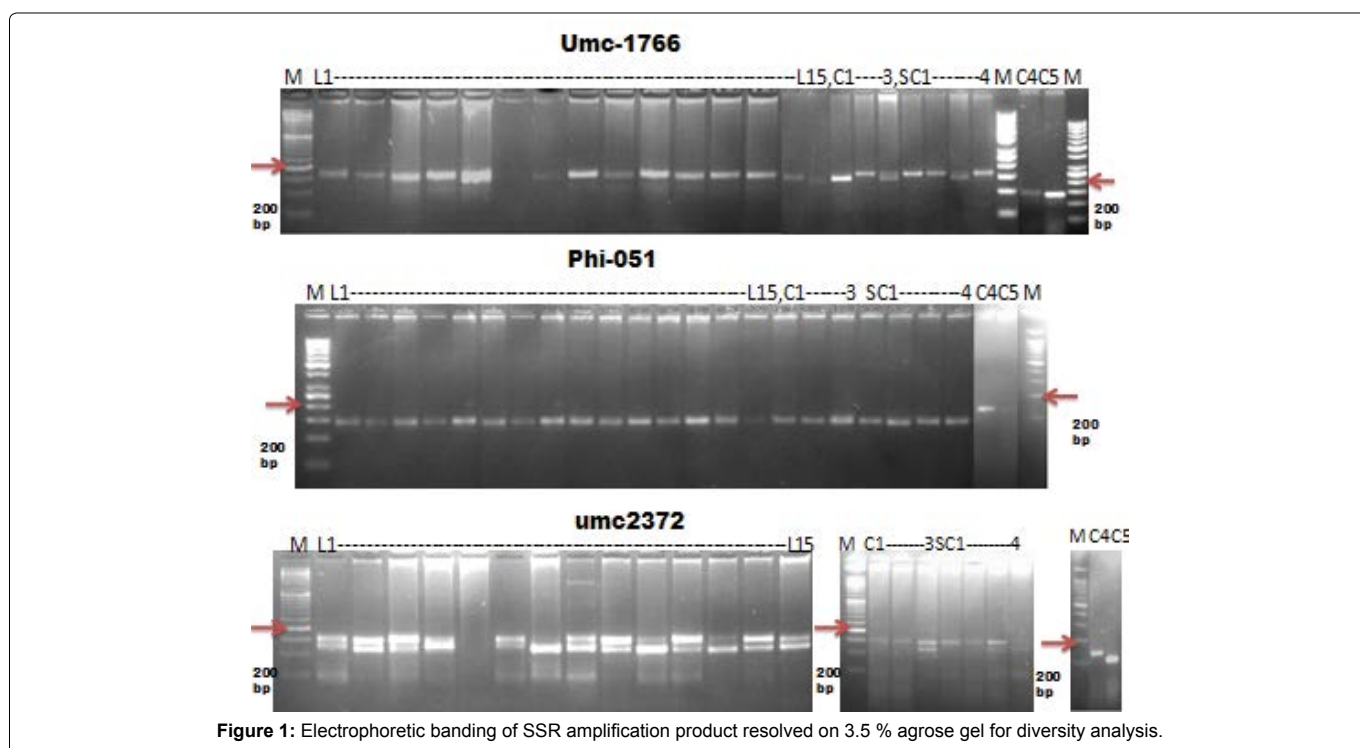 Umc-1766
M L1-------------------------------------------------------L15,C1----3,SC1--------4 M C4C5 M
200 bp
200 bp
Phi-051
M L1-------------------------------------------------L15,C1------3 SC1--------4 C4C5 M
200 bp
200 bp
umc2372
M L1-------------------------------------------------------L15 M C1-------3SC1-------4 M C4C5
200 bp
200 bp
200 bp
Figure 1: Electrophoretic banding of SSR amplification product resolved on 3.5 % agrose gel for diversity analysis.